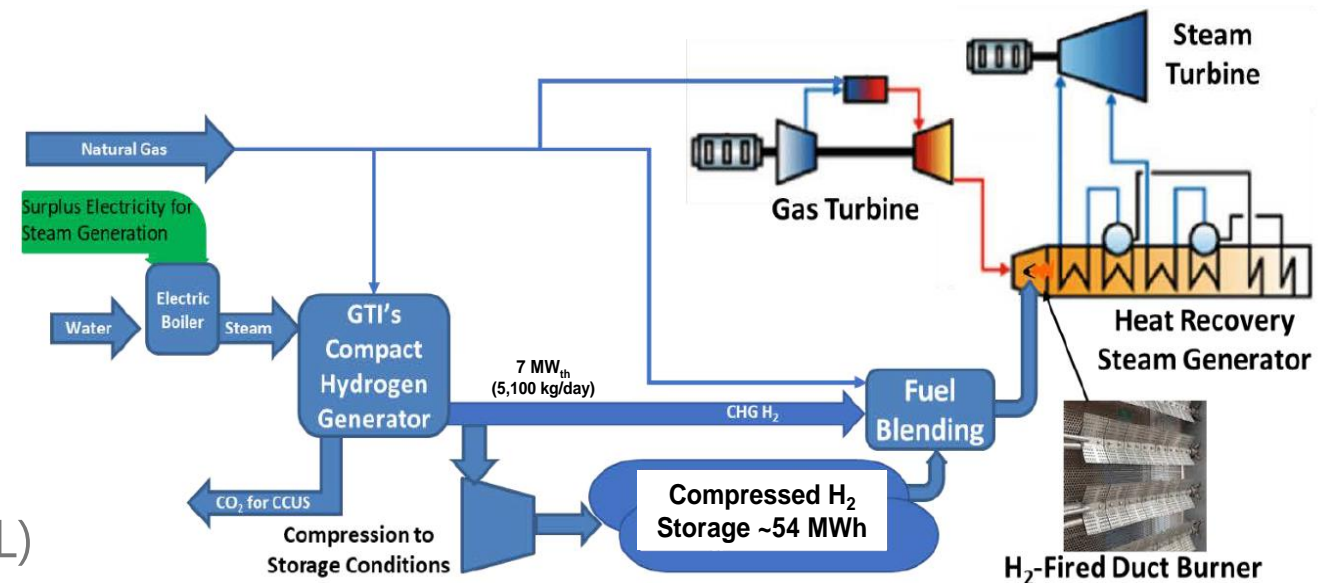 Steam
Turbine
Natural Gas
Surplus Electricity for
Steam Generation
Gas Turbine
Electric
Boiler
Water
Steam
GTI's
Compact
Hydrogen
Generator
7 MWth
(5,100 kg/day)
CHG H2
Fuel
Blending
Heat Recovery
Steam Generator
CO2 for CCUS
Compression to
Storage Conditions
Compressed H2
Storage ~54 MWh
H2-Fired Duct Burner
L)